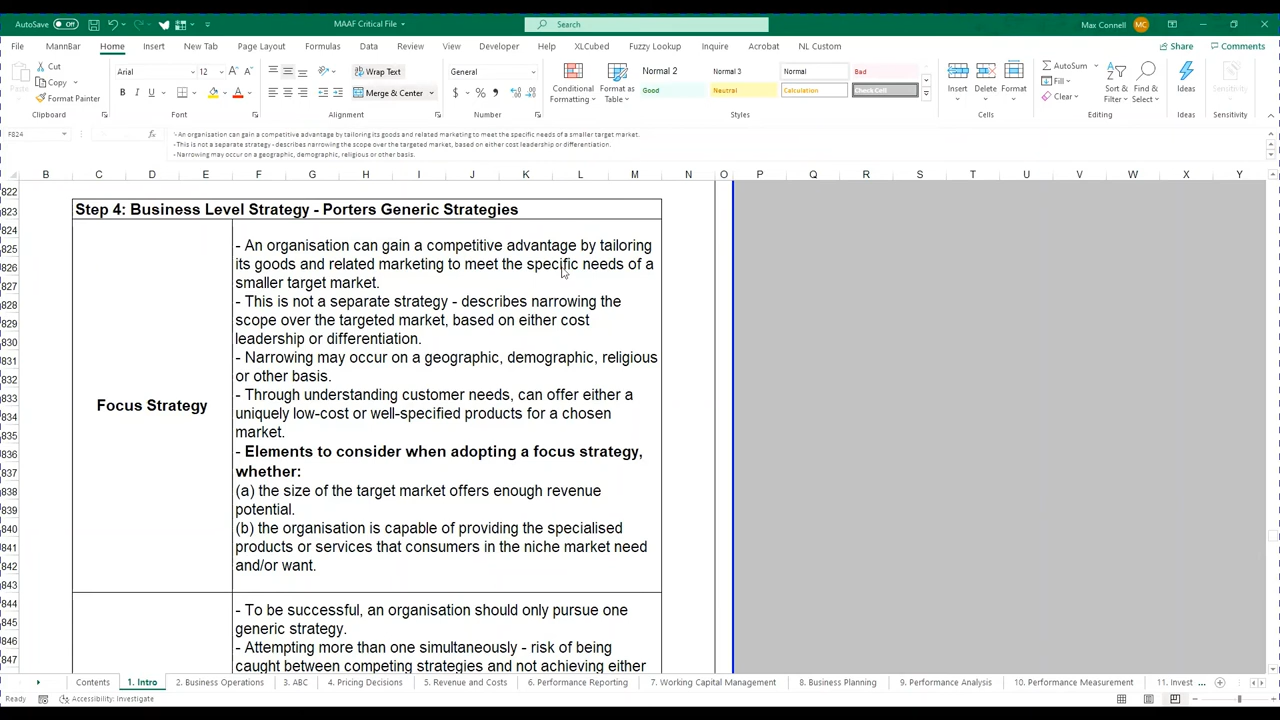 AutoSave Off
MAAF Critical File
Search
Max Connell MC
File MannBar Home Insert New Tab Page Layout Formulas Data Review View Developer Help XLCubed Fuzzy Lookup Inquire Acrobat NL Custom Share Comments
Paste Cut Copy Format Painter
Arial 12
Wrap Text
Merge & Center
General
Conditional Formatting
Format as Table
Normal 2 Normal 3 Normal Bad
Good Neutral Calculation Check Cell
Insert Delete Format
AutoSum
Fill
Clear
Sort & Filter
Find & Select
Ideas
Sensitivity
Clipboard Font Alignment Number Styles Cells Editing Ideas Sensitivity
F824
fx
- An organisation can gain a competitive advantage by tailoring its goods and related marketing to meet the specific needs of a smaller target market.
- This is not a separate strategy - describes narrowing the scope over the targeted market, based on either cost leadership or differentiation.
- Narrowing may occur on a geographic, demographic, religious or other basis.
B C D E F G H I J K L M N O P Q R S T U V W X Y
822
823 Step 4: Business Level Strategy - Porters Generic Strategies
824
825 - An organisation can gain a competitive advantage by tailoring
826 its goods and related marketing to meet the specific needs of a
827 smaller target market.
828 - This is not a separate strategy - describes narrowing the
829 scope over the targeted market, based on either cost
830 leadership or differentiation.
831 - Narrowing may occur on a geographic, demographic, religious
832 or other basis.
833 - Through understanding customer needs, can offer either a
Focus Strategy
834 uniquely low-cost or well-specified products for a chosen
835 market.
836 - Elements to consider when adopting a focus strategy,
837 whether:
838 (a) the size of the target market offers enough revenue
839 potential.
840 (b) the organisation is capable of providing the specialised
841 products or services that consumers in the niche market need
842 and/or want.
843
844 - To be successful, an organisation should only pursue one
845 generic strategy.
846 - Attempting more than one simultaneously - risk of being
847 caught between competing strategies and not achieving either
Contents 1. Intro 2. Business Operations 3. ABC 4. Pricing Decisions 5. Revenue and Costs 6. Performance Reporting 7. Working Capital Management 8. Business Planning 9. Performance Analysis 10. Performance Measurement 11. Invest ...
Ready Accessibility: Investigate